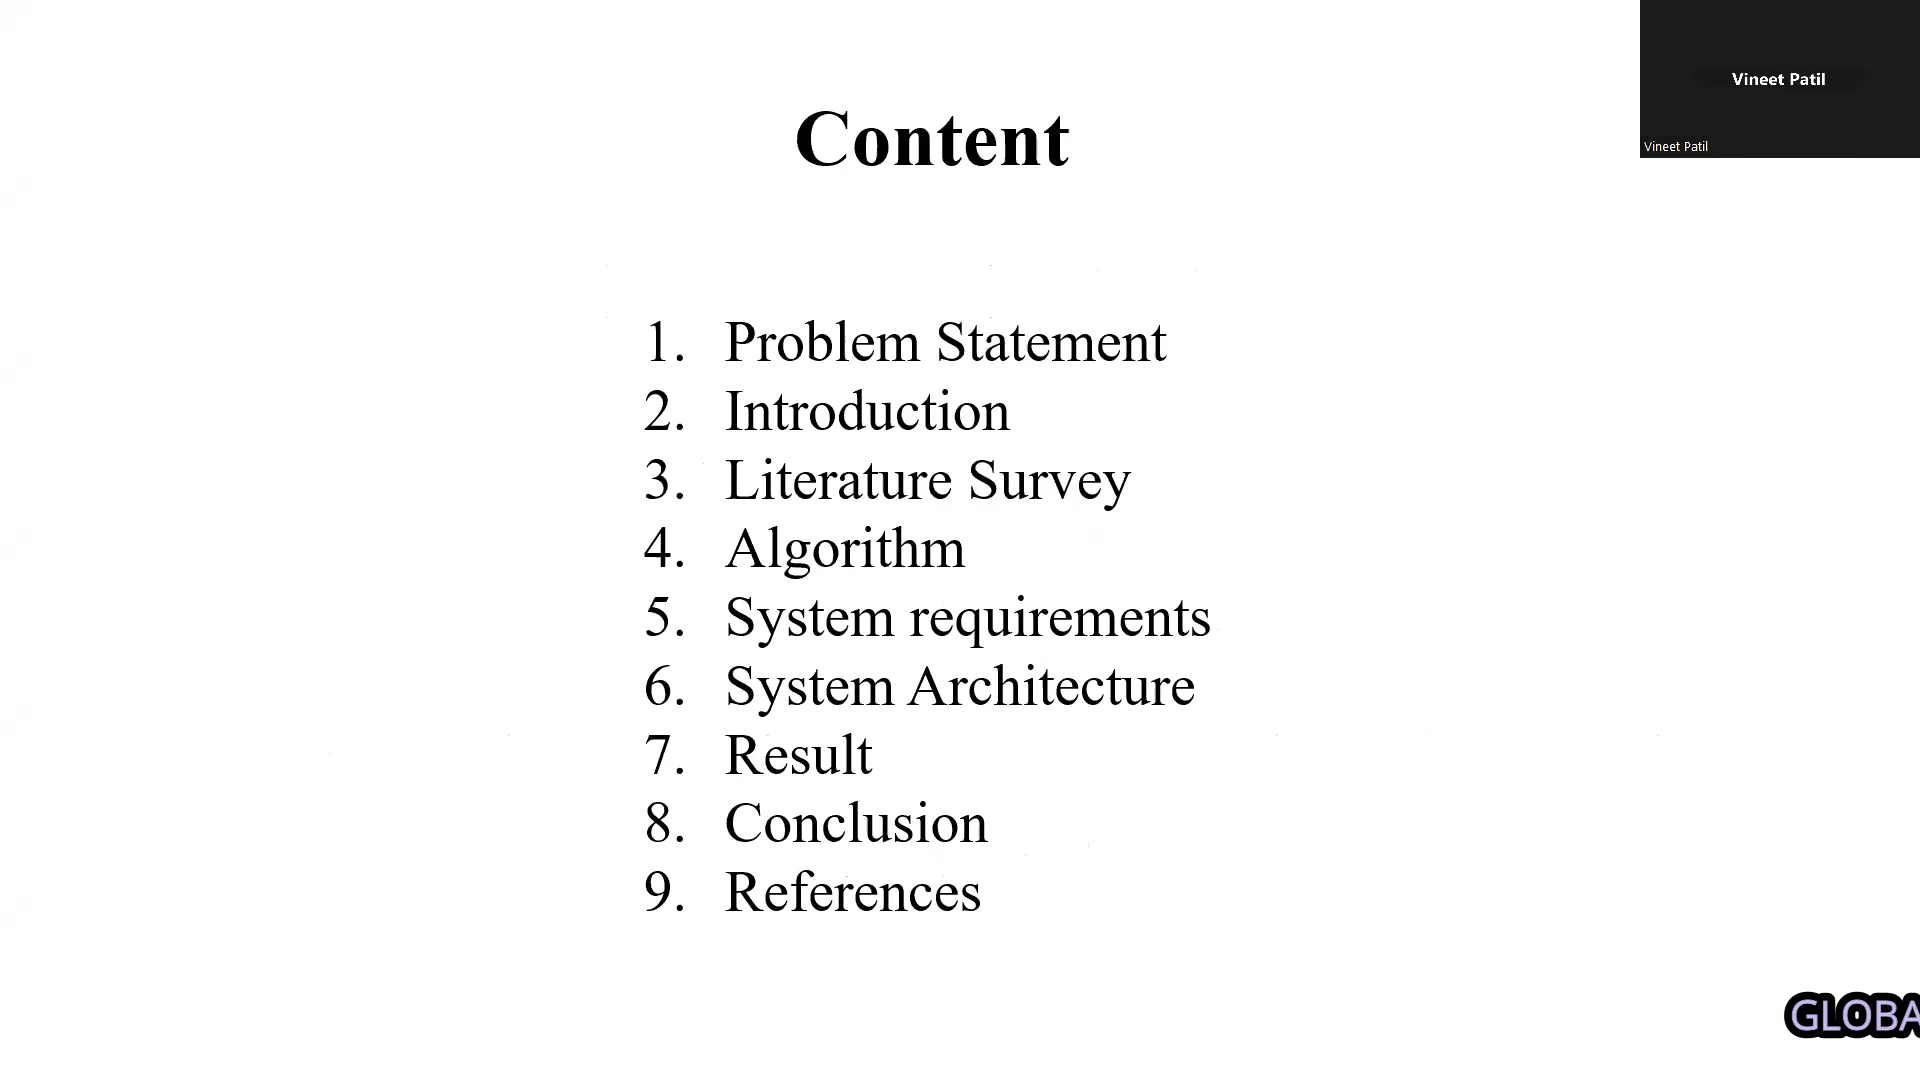 Content
Vineet Patil
Vineet Patil
1. Problem Statement
2. Introduction
3. Literature Survey
4. Algorithm
5. System requirements
6. System Architecture
7. Result
8. Conclusion
9. References
GLOBA